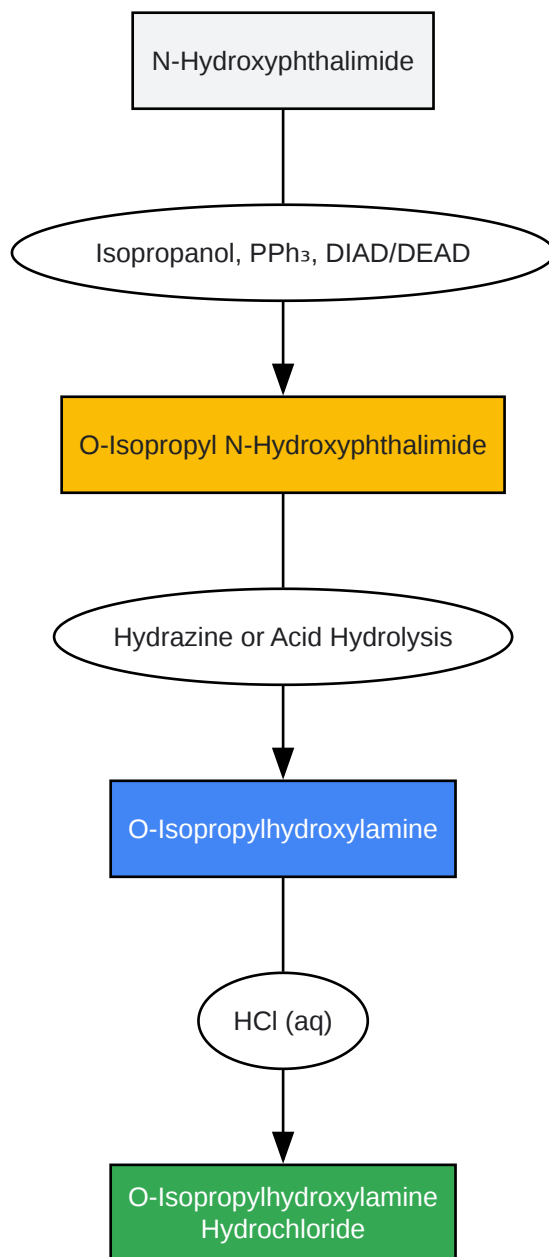 N-Hydroxyphthalimide
Isopropanol, PPh₃, DIAD/DEAD
O-Isopropyl N-Hydroxyphthalimide
Hydrazine or Acid Hydrolysis
O-Isopropylhydroxylamine
HCl (aq)
O-Isopropylhydroxylamine
Hydrochloride